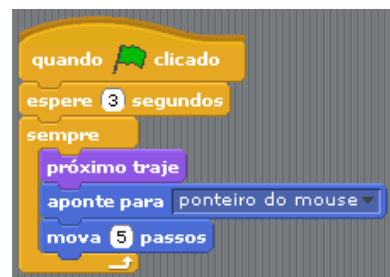 quando clicado
espere 3 segundos
sempre
próximo traje
aponte para ponteiro do mouse
mova 5 passos